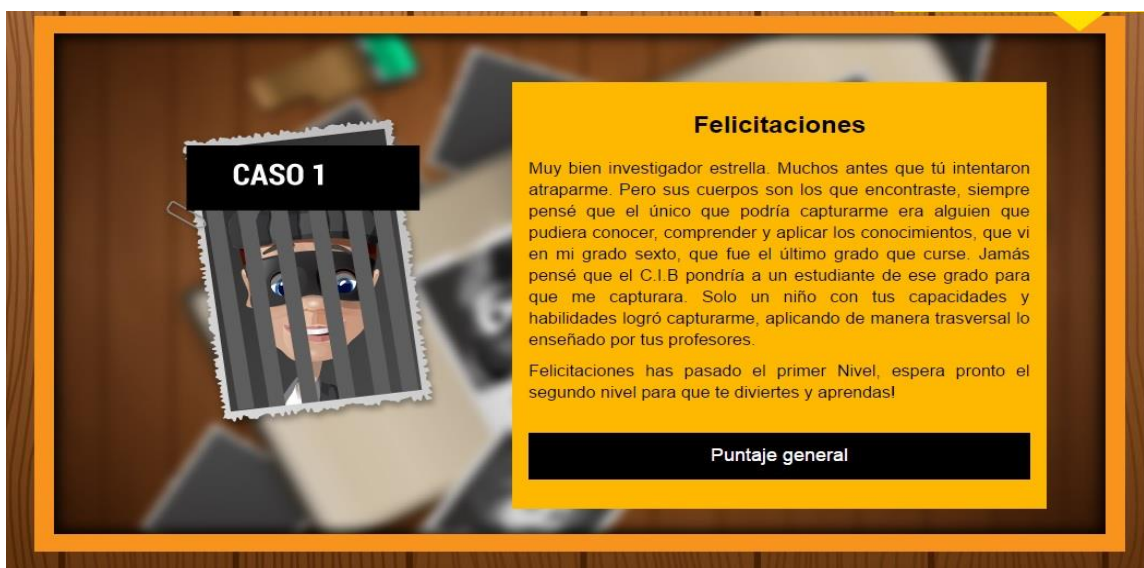 CASO 1
Felicitaciones
Muy bien investigador estrella. Muchos antes que tú intentaron
atraparme. Pero sus cuerpos son los que encontraste, siempre
pensé que el único que podría capturarme era alguien que
pudiera conocer, comprender y aplicar los conocimientos, que vi
en mi grado sexto, que fue el último grado que curse. Jamás
pensé que el C.I.B pondría a un estudiante de ese grado para
que me capturara. Solo un niño con tus capacidades y
habilidades logró capturarme, aplicando de manera trasversal lo
enseñado por tus profesores.
Felicitaciones has pasado el primer Nivel, espera pronto el
segundo nivel para que te diviertes y aprendas!
Puntaje general